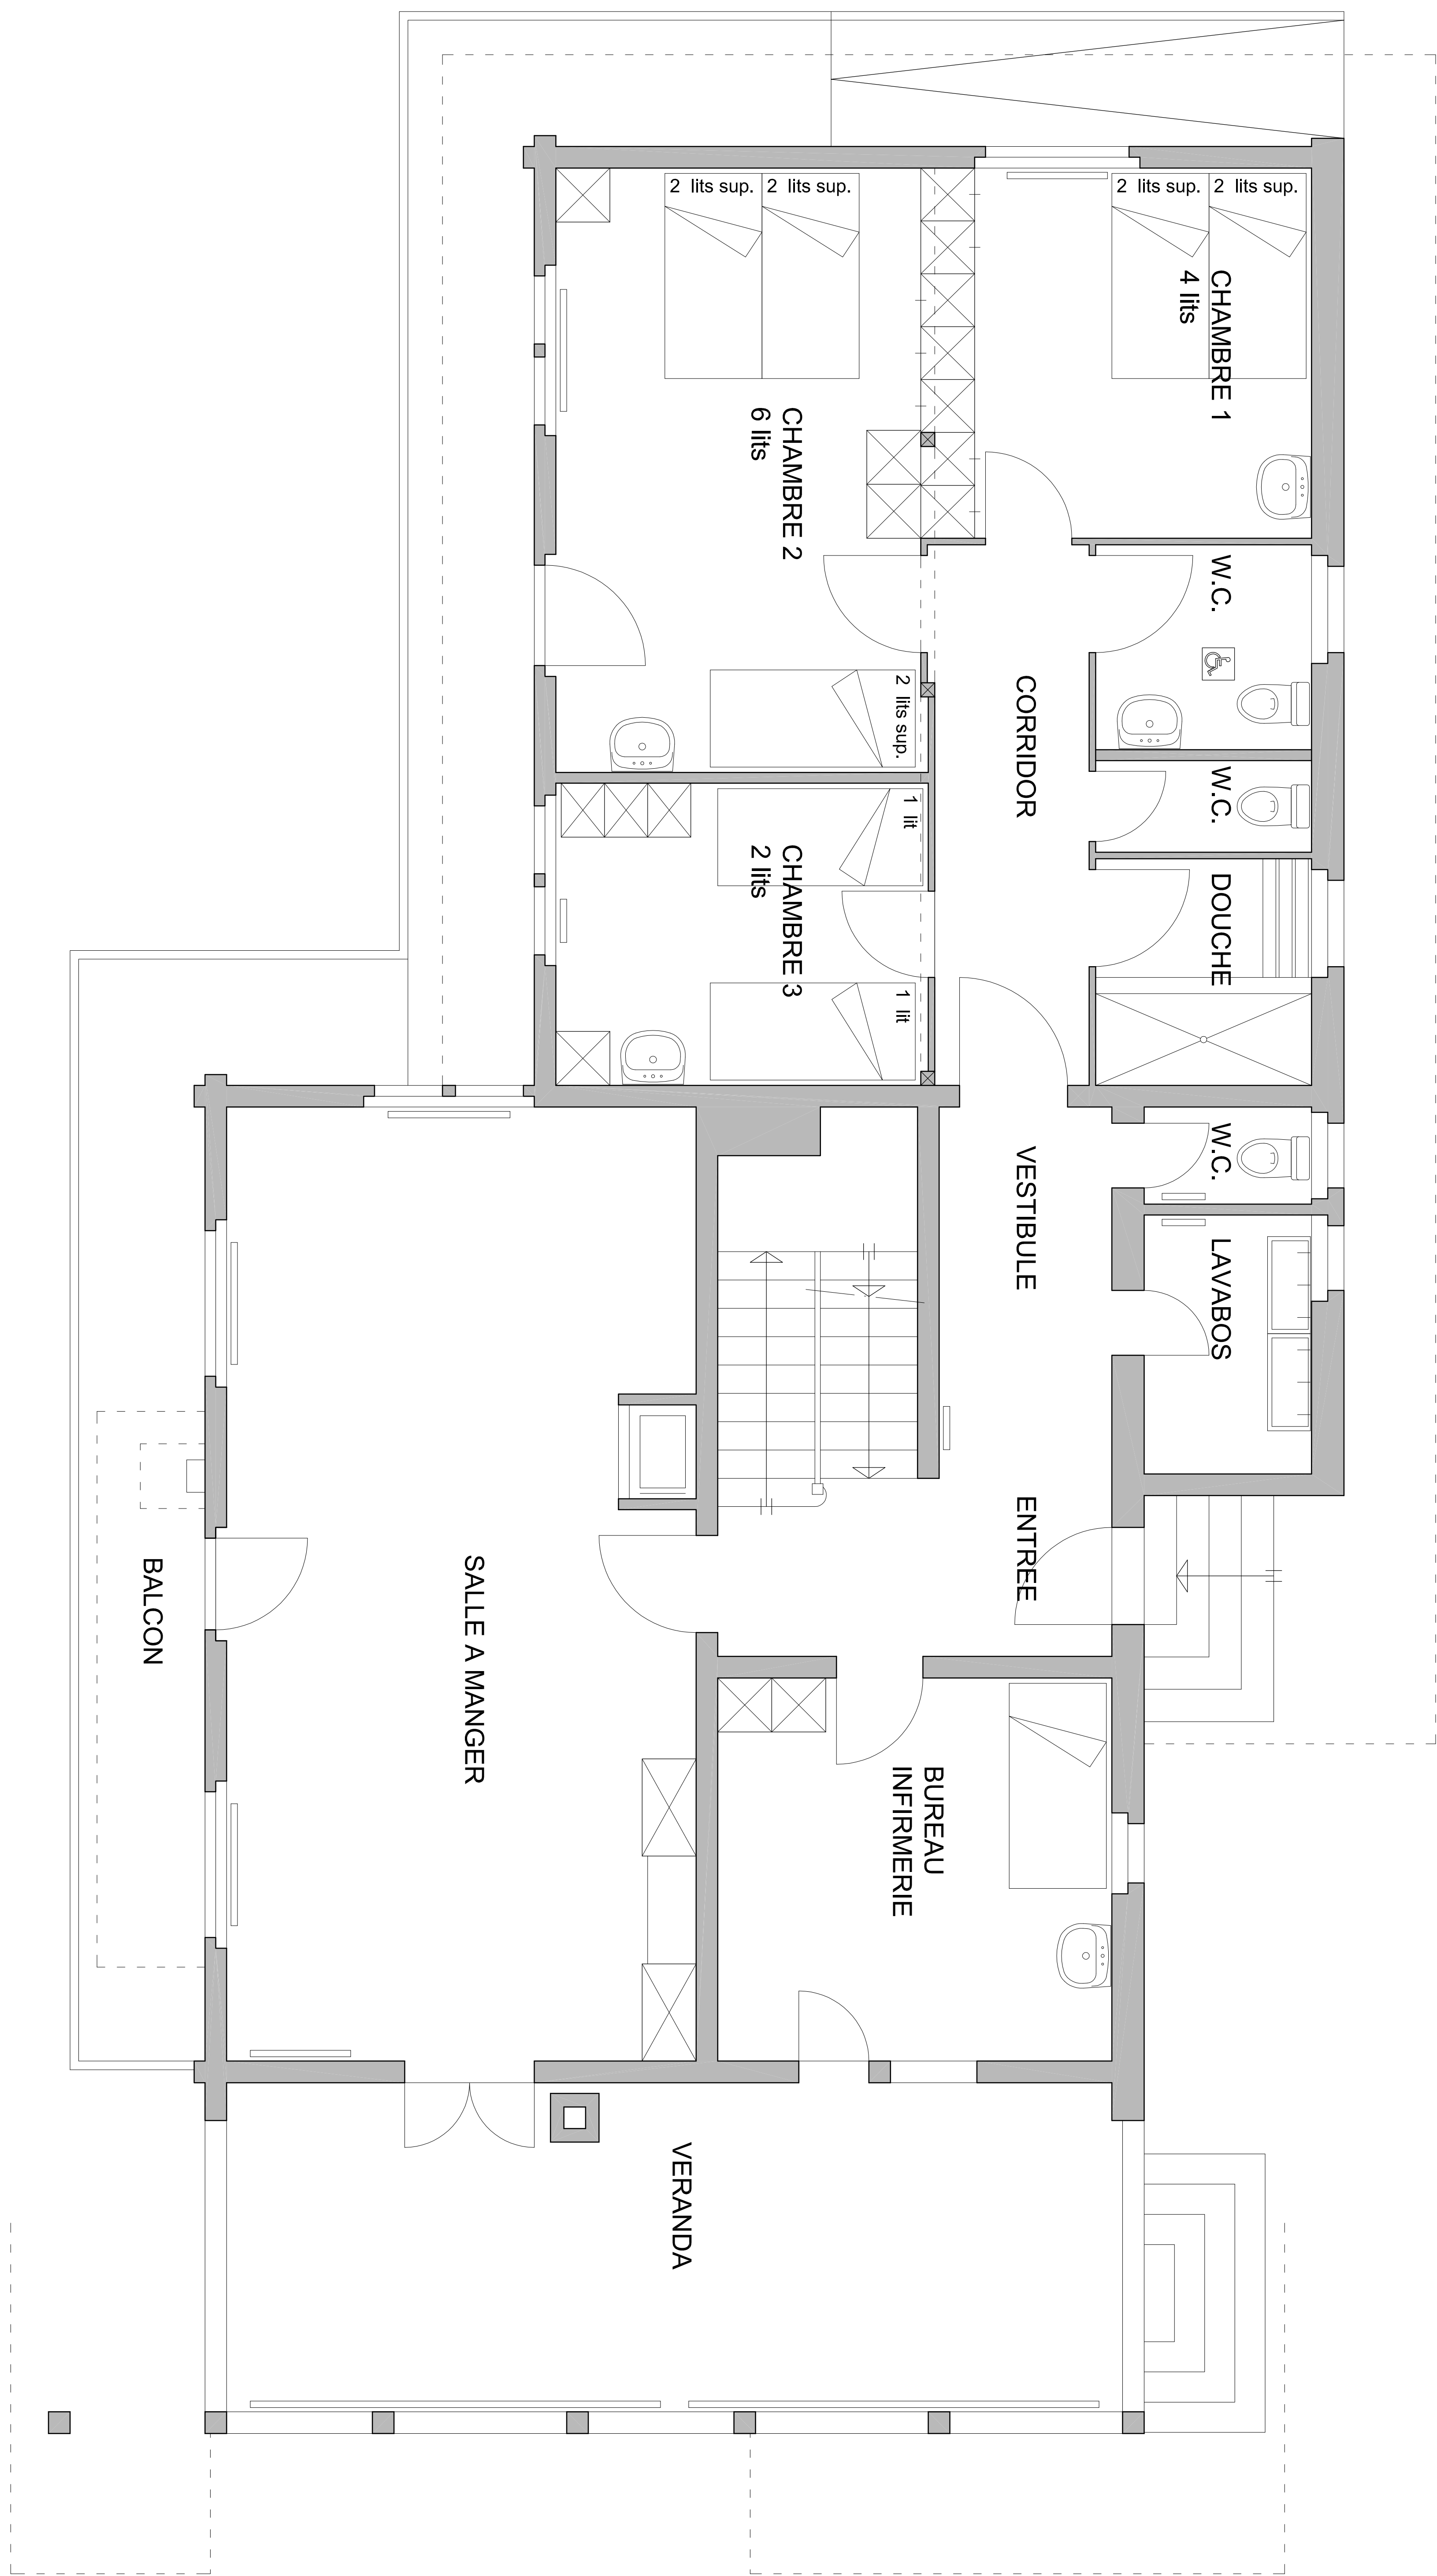 2 lits sup.
2 lits sup.
2 lits sup.
2 lits sup.
CHAMBRE 1
4 lits
CHAMBRE 2
6 lits
W.C.
CORRIDOR
2 lits sup.
W.C.
1 lit
CHAMBRE 3
2 lits
DOUCHE
1 lit
W.C.
VESTIBULE
LAVABOS
ENTREE
BALCON
SALLE A MANGER
BUREAU
INFIRMERIE
VERANDA